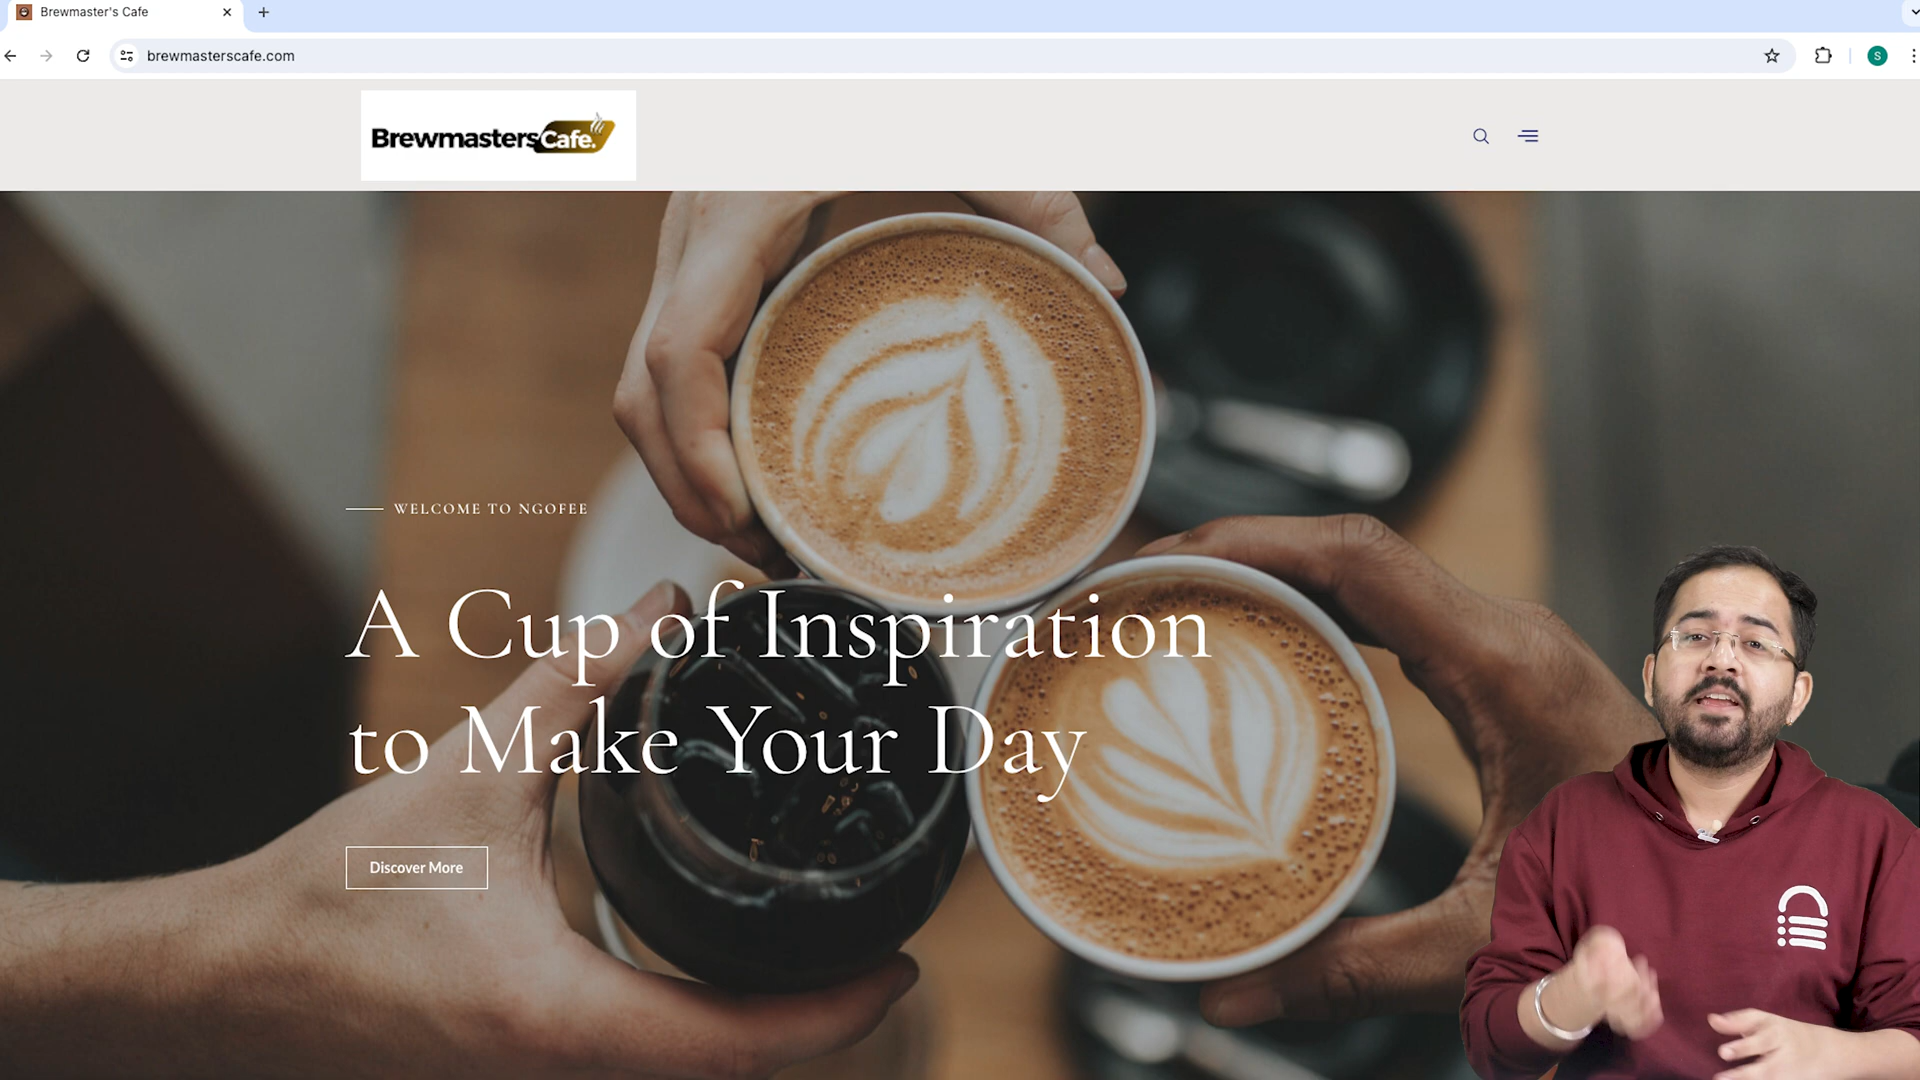 Brewmaster's Cafe
brewmasterscafe.com
S
BrewmastersCafe.
WELCOME TO NGOFEE
A Cup of Inspiration
to Make Your Day
Discover More